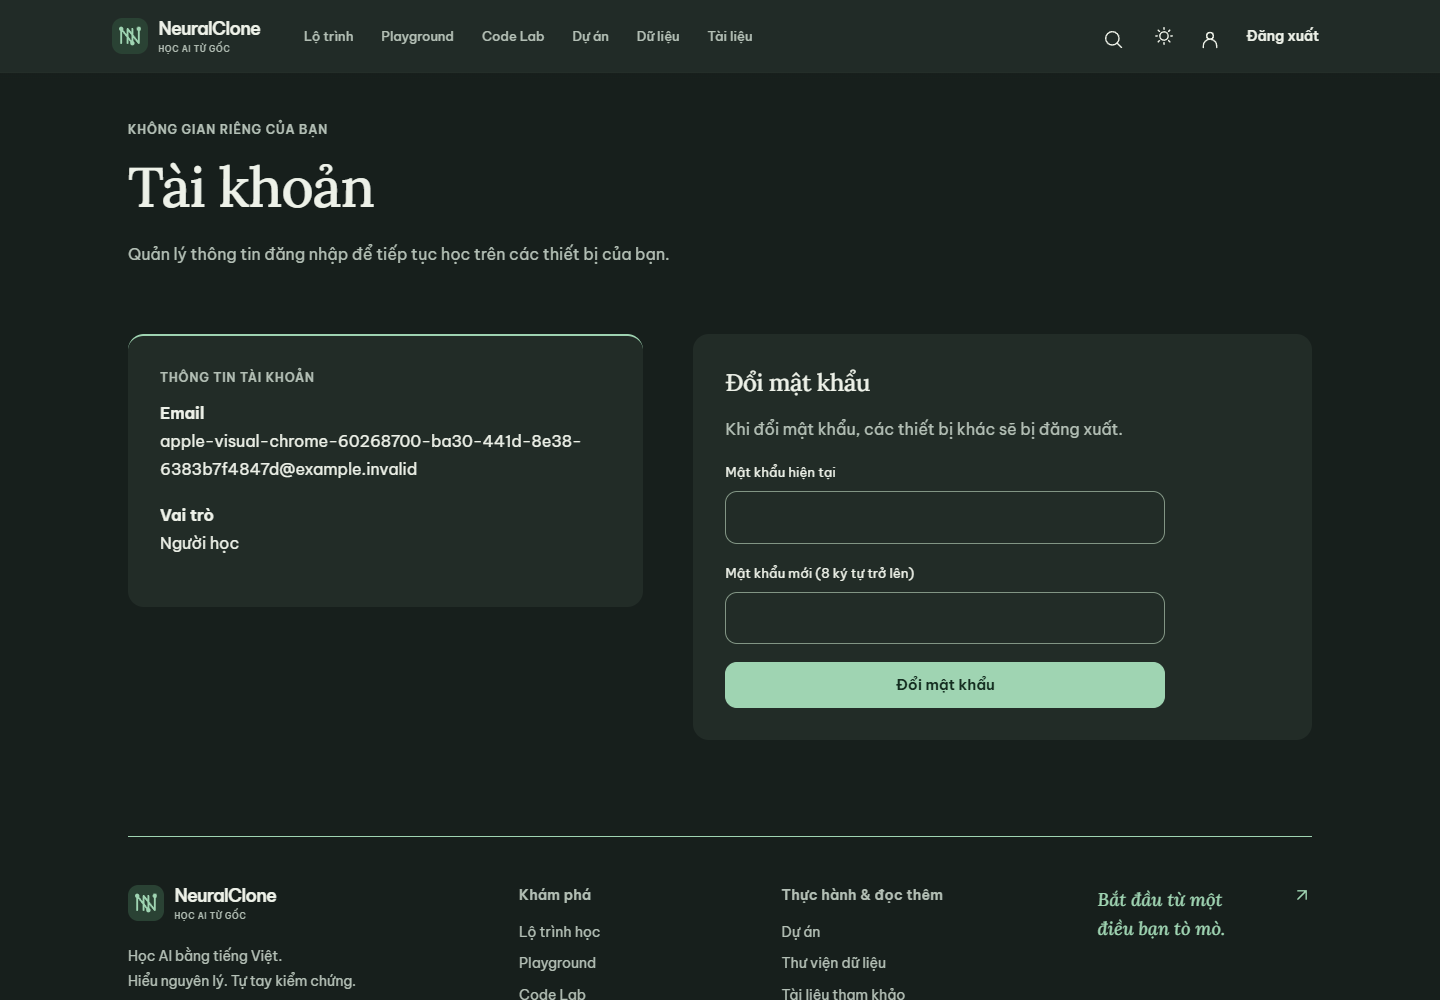 NeuralClone
HỌC AI TỪ GỐC
Lộ trình
Playground
Code Lab
Dự án
Dữ liệu
Tài liệu
Đăng xuất
KHÔNG GIAN RIÊNG CỦA BẠN
Tài khoản
Quản lý thông tin đăng nhập để tiếp tục học trên các thiết bị của bạn.
THÔNG TIN TÀI KHOẢN
Email
apple-visual-chrome-60268700-ba30-441d-8e38-
6383b7f4847d@example.invalid
Vai trò
Người học
Đổi mật khẩu
Khi đổi mật khẩu, các thiết bị khác sẽ bị đăng xuất.
Mật khẩu hiện tại
Mật khẩu mới (8 ký tự trở lên)
Đổi mật khẩu
NeuralClone
HỌC AI TỪ GỐC
Học AI bằng tiếng Việt.
Hiểu nguyên lý. Tự tay kiểm chứng.
Khám phá
Lộ trình học
Playground
Code Lab
Thực hành & đọc thêm
Dự án
Thư viện dữ liệu
Tài liệu tham khảo
Bắt đầu từ một
điều bạn tò mò.